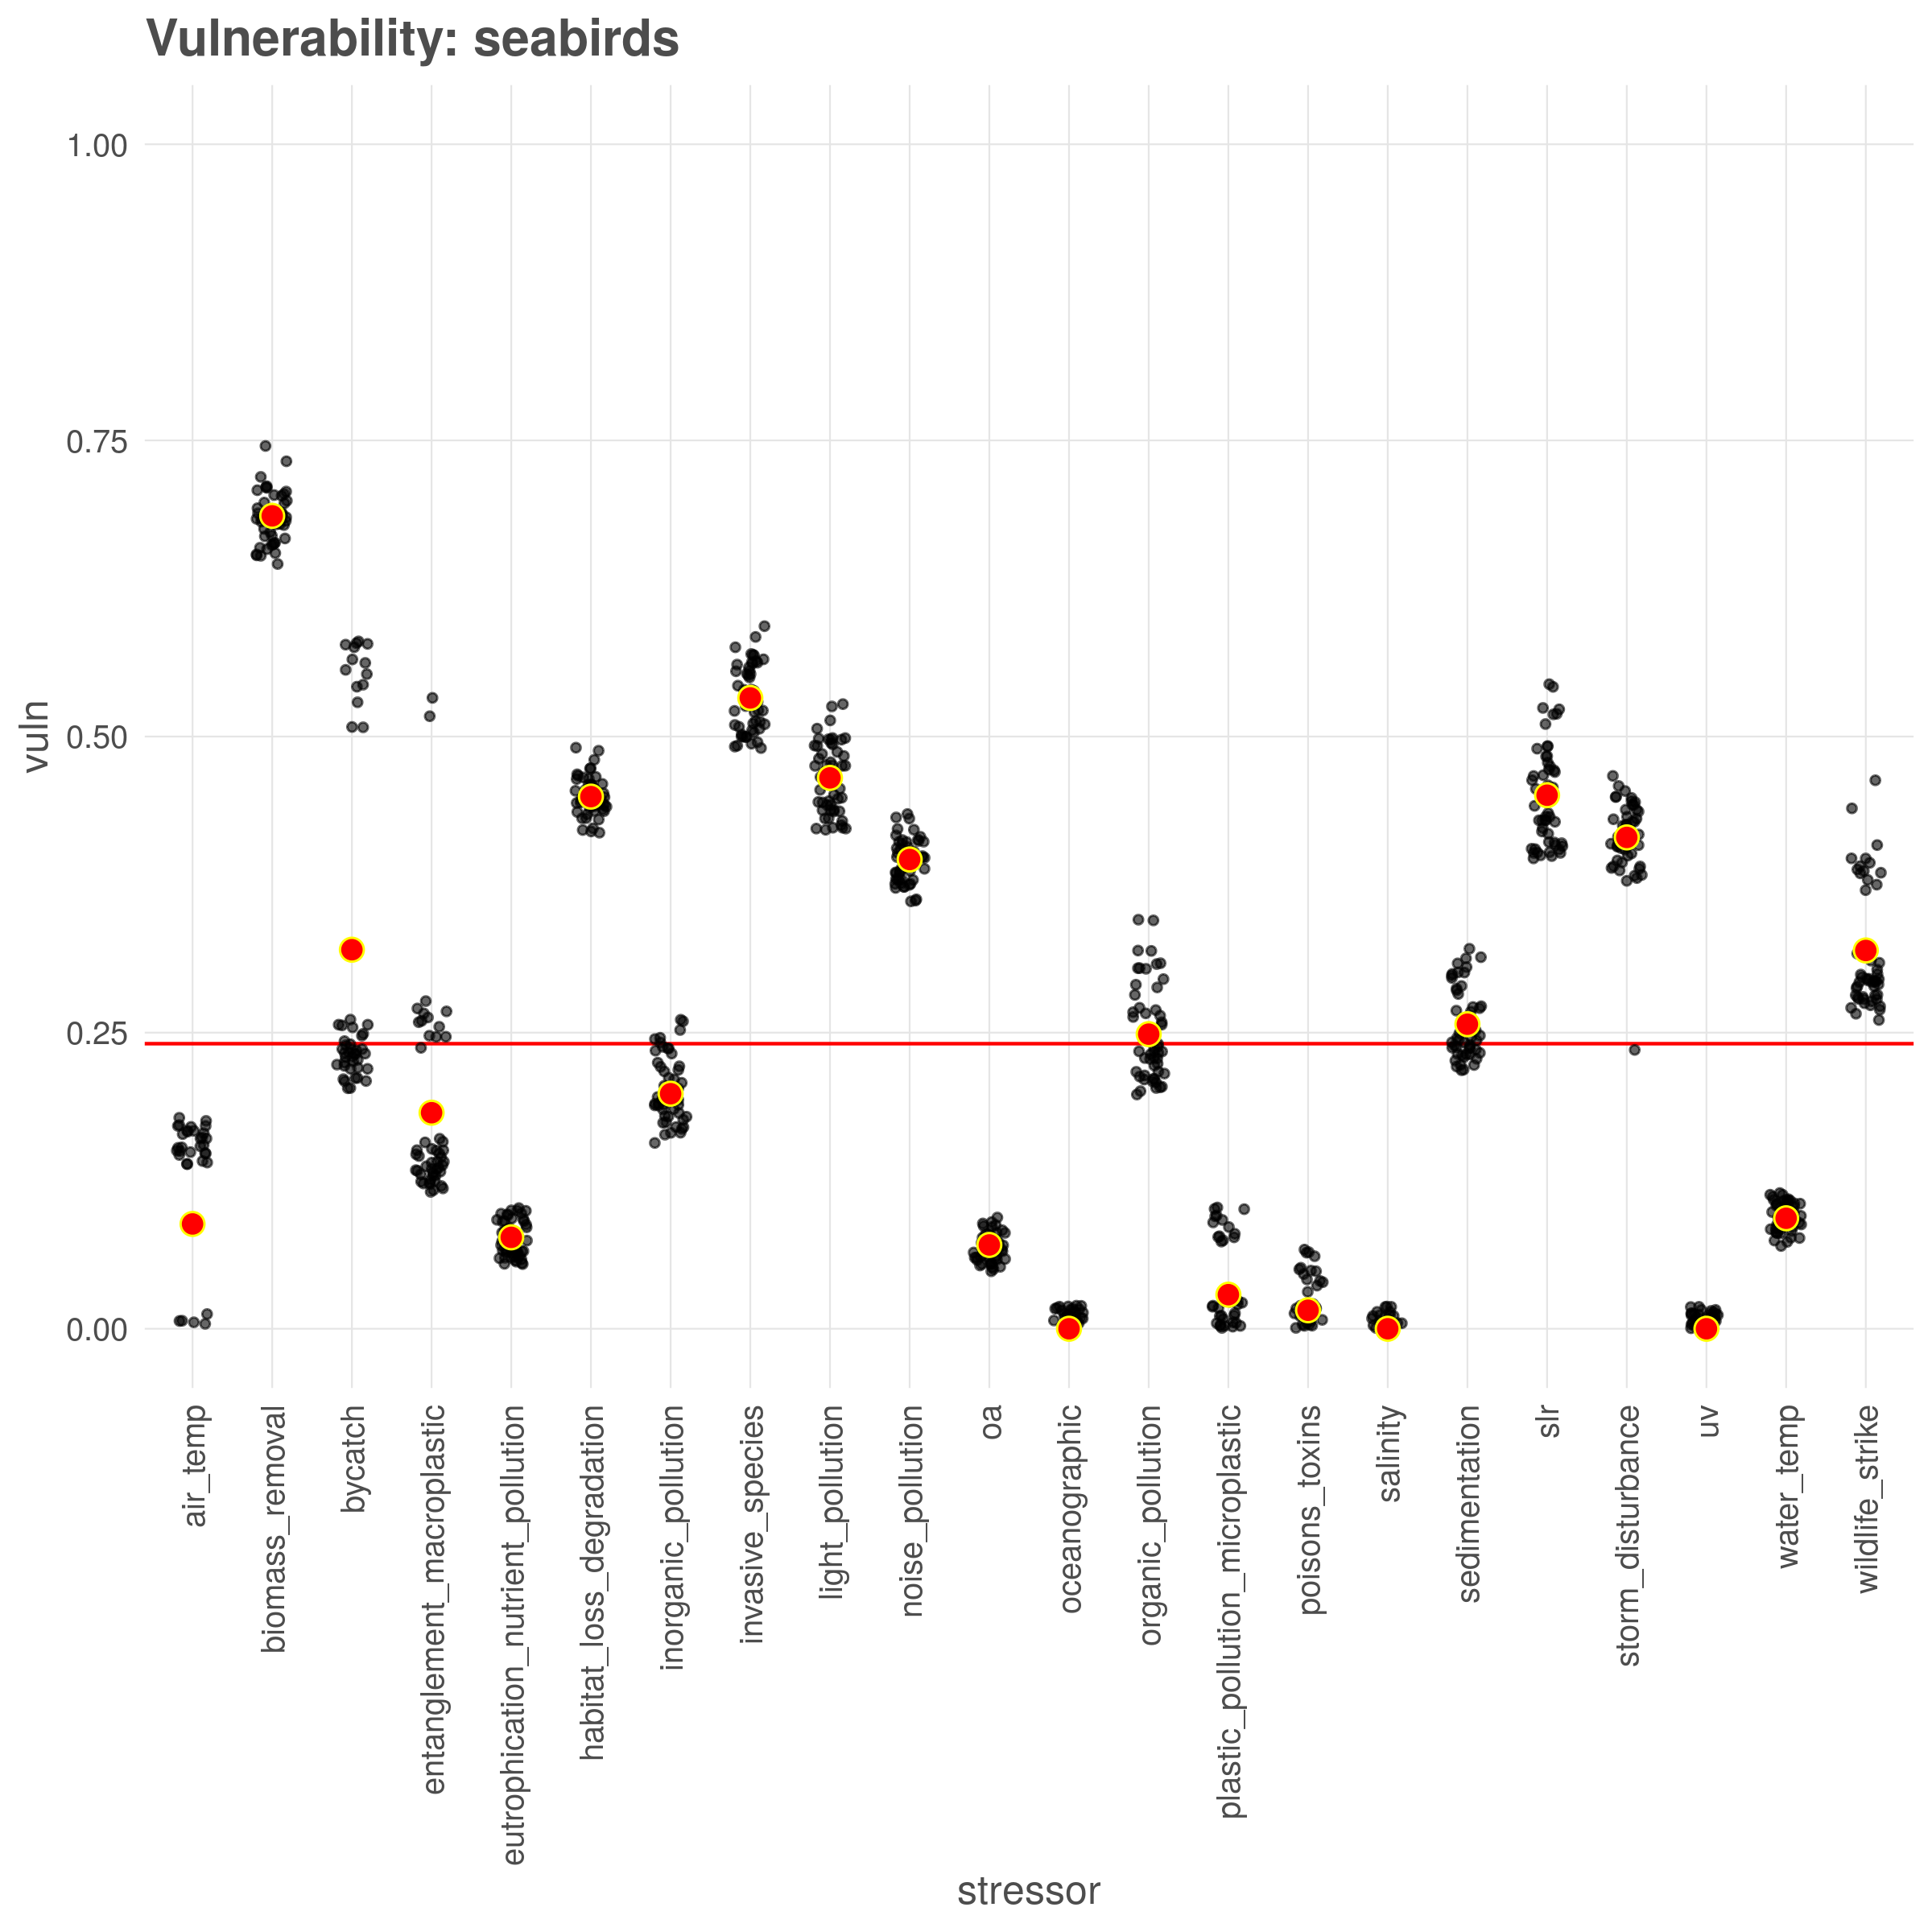 Vulnerability: seabirds
1.00
0.75
0.50
0.25
0.00
vuln
air_temp
biomass_removal
bycatch
entanglement_macroplastic
eutrophication_nutrient_pollution
habitat_loss_degradation
inorganic_pollution
invasive_species
light_pollution
noise_pollution
oa
oceanographic
organic_pollution
plastic_pollution_microplastic
poisons_toxins
salinity
sedimentation
slr
storm_disturbance
uv
water_temp
wildlife_strike
stressor